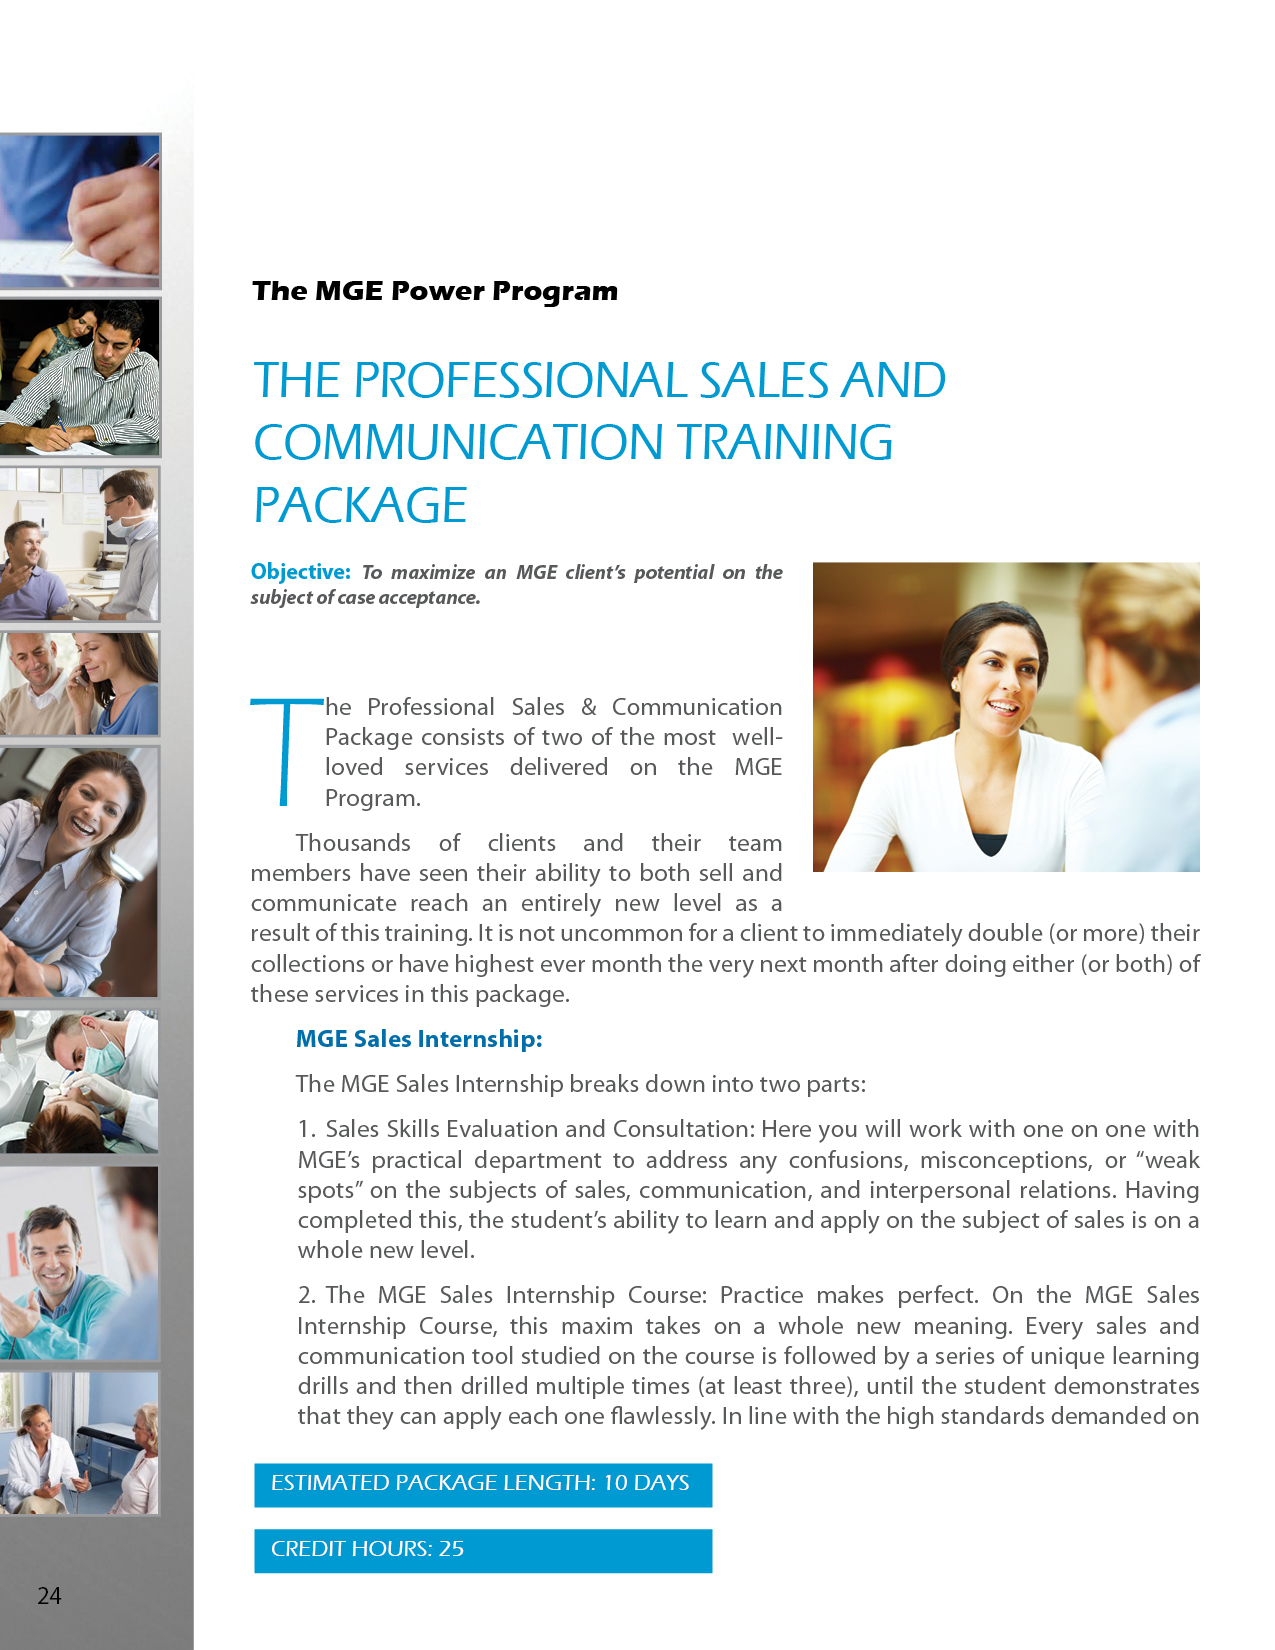 The MGE Power Program
THE PROFESSIONAL SALES AND
COMMUNICATION TRAINING
PACKAGE
Objective: To maximize an MGE client’s potential on the
subject of case acceptance.
The Professional Sales & Communication
Package consists of two of the most well-
loved services delivered on the MGE
Program.
Thousands of clients and their team
members have seen their ability to both sell and
communicate reach an entirely new level as a
result of this training. It is not uncommon for a client to immediately double (or more) their
collections or have highest ever month the very next month after doing either (or both) of
these services in this package.
MGE Sales Internship:
The MGE Sales Internship breaks down into two parts:
1. Sales Skills Evaluation and Consultation: Here you will work with one on one with
MGE’s practical department to address any confusions, misconceptions, or “weak
spots” on the subjects of sales, communication, and interpersonal relations. Having
completed this, the student’s ability to learn and apply on the subject of sales is on a
whole new level.
2. The MGE Sales Internship Course: Practice makes perfect. On the MGE Sales
Internship Course, this maxim takes on a whole new meaning. Every sales and
communication tool studied on the course is followed by a series of unique learning
drills and then drilled multiple times (at least three), until the student demonstrates
that they can apply each one flawlessly. In line with the high standards demanded on
ESTIMATED PACKAGE LENGTH: 10 DAYS
CREDIT HOURS: 25
24